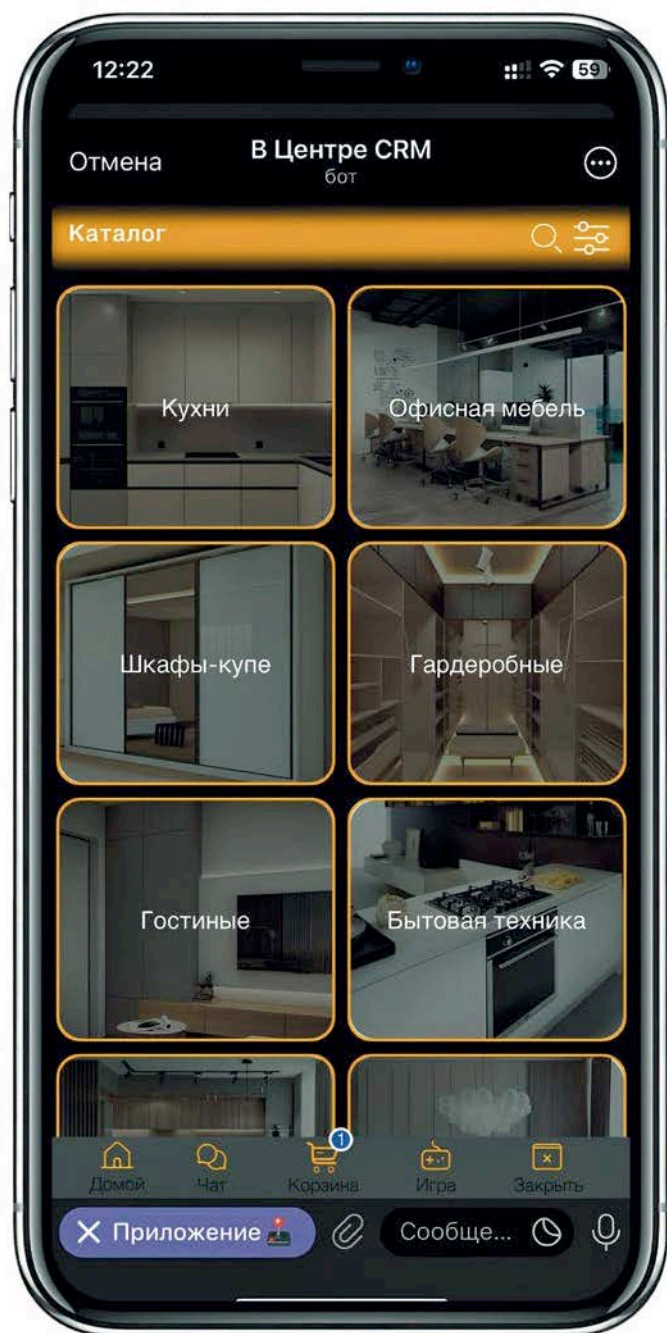 12:22
59
Отмена
В Центре CRM
бот
Каталог
Кухни
Офисная мебель
Шкафы-купе
Гардеробные
Гостиные
Бытовая техника
1
Домой
Чат
Корзина
Игра
Закрыть
Приложение
Сообще...